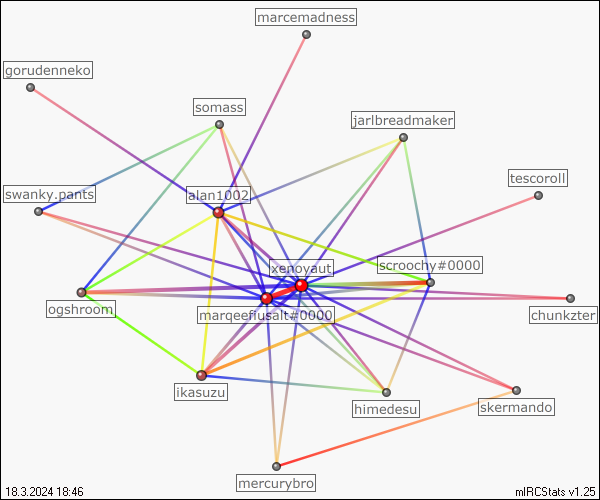 marcemadness
gorudenneko
somass
jarlbreadmaker
tescoroll
swanky.pants
alan1002
xenoyaut
scroochy#0000
ogshroom
marqeefiusalt#0000
chunkzter
ikasuzu
himedesu
skermando
mercurybro
18.3.2024 18:46
mIRCStats v1.25